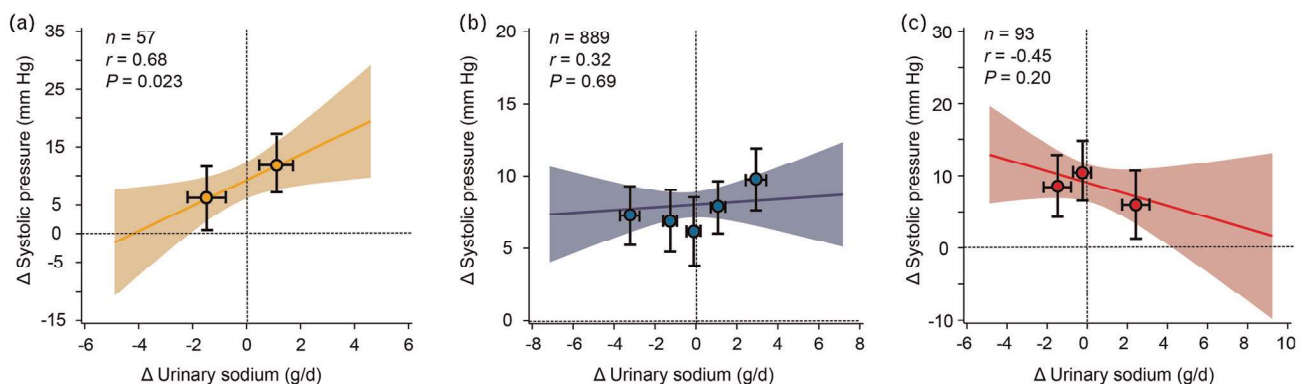 (a)
n = 57
r = 0.68
P = 0.023
Δ Systolic pressure (mm Hg)
35
25
15
5
0
-5
-15
-6
-4
-2
0
2
4
6
Δ Urinary sodium (g/d)
(b)
n = 889
r = 0.32
P = 0.69
Δ Systolic pressure (mm Hg)
20
15
10
5
0
-8
-6
-4
-2
0
2
4
6
8
Δ Urinary sodium (g/d)
(c)
n = 93
r = -0.45
P = 0.20
Δ Systolic pressure (mm Hg)
30
20
10
0
-10
-6
-4
-2
0
2
4
6
8
10
Δ Urinary sodium (g/d)